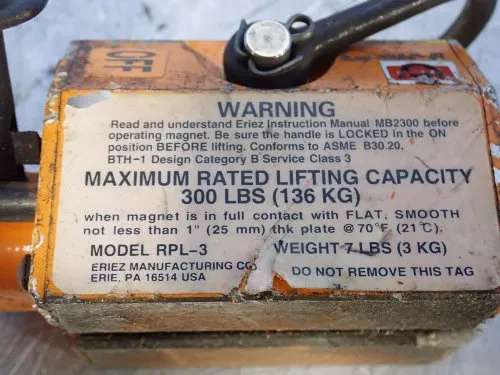 OFF
WARNING
Read and understand Eriez Instruction Manual MB2300 before
operating magnet. Be sure the handle is LOCKED in the ON
position BEFORE lifting. Conforms to ASME B30.20,
BTH-1 Design Category B Service Class 3
MAXIMUM RATED LIFTING CAPACITY
300 LBS (136 KG)
when magnet is in full contact with FLAT, SMOOTH
not less than 1" (25 mm) thk plate @70°F (21°C).
MODEL RPL-3 WEIGHT 7 LBS (3 KG)
ERIEZ MANUFACTURING CO.
ERIE, PA 16514 USA
DO NOT REMOVE THIS TAG